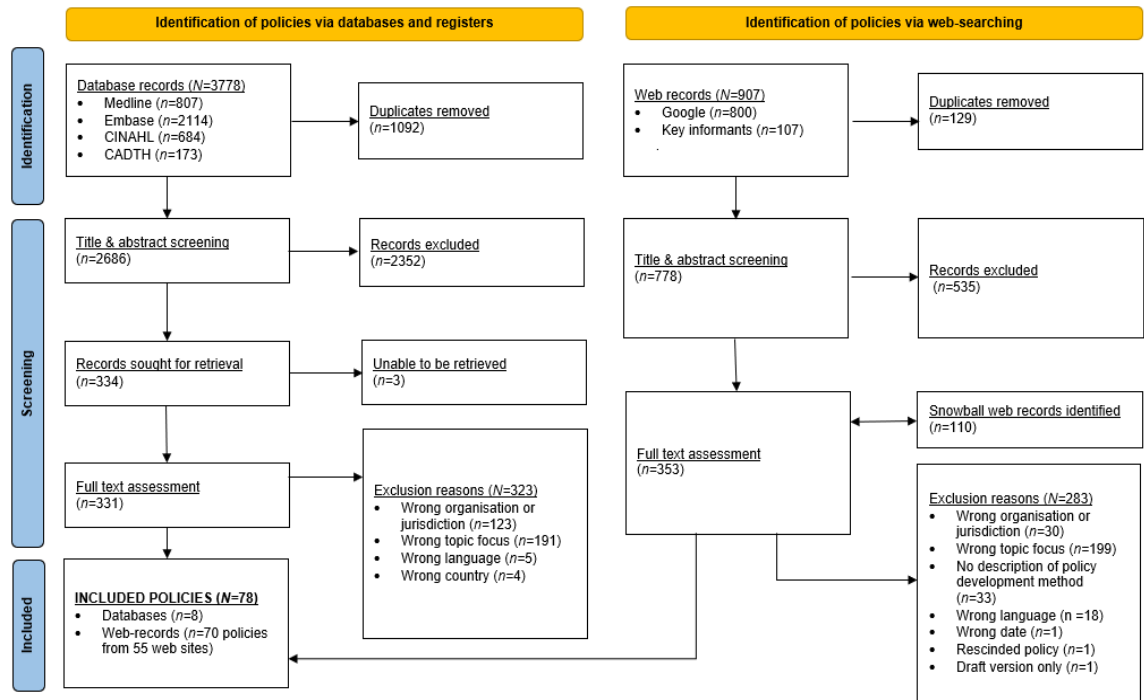 Identification of policies via databases and registers
Identification of policies via web-searching
Identification
Database records (N=3778)
• Medline (n=807)
• Embase (n=2114)
• CINAHL (n=684)
• CADTH (n=173)
Duplicates removed
(n=1092)
Web records (N=907)
• Google (n=800)
• Key informants (n=107)
.
Duplicates removed
(n=129)
Screening
Title & abstract screening
(n=2686)
Records excluded
(n=2352)
Title & abstract screening
(n=778)
Records excluded
(n=535)
Records sought for retrieval
(n=334)
Unable to be retrieved
(n=3)
Snowball web records identified
(n=110)
Full text assessment
(n=331)
Exclusion reasons (N=323)
• Wrong organisation or
jurisdiction (n=123)
• Wrong topic focus (n=191)
• Wrong language (n=5)
• Wrong country (n=4)
Full text assessment
(n=353)
Exclusion reasons (N=283)
• Wrong organisation or
jurisdiction (n=30)
• Wrong topic focus (n=199)
• No description of policy
development method
(n=33)
• Wrong language (n =18)
• Wrong date (n=1)
• Rescinded policy (n=1)
• Draft version only (n=1)
Included
INCLUDED POLICIES (N=78)
• Databases (n=8)
• Web-records (n=70 policies
from 55 web sites)